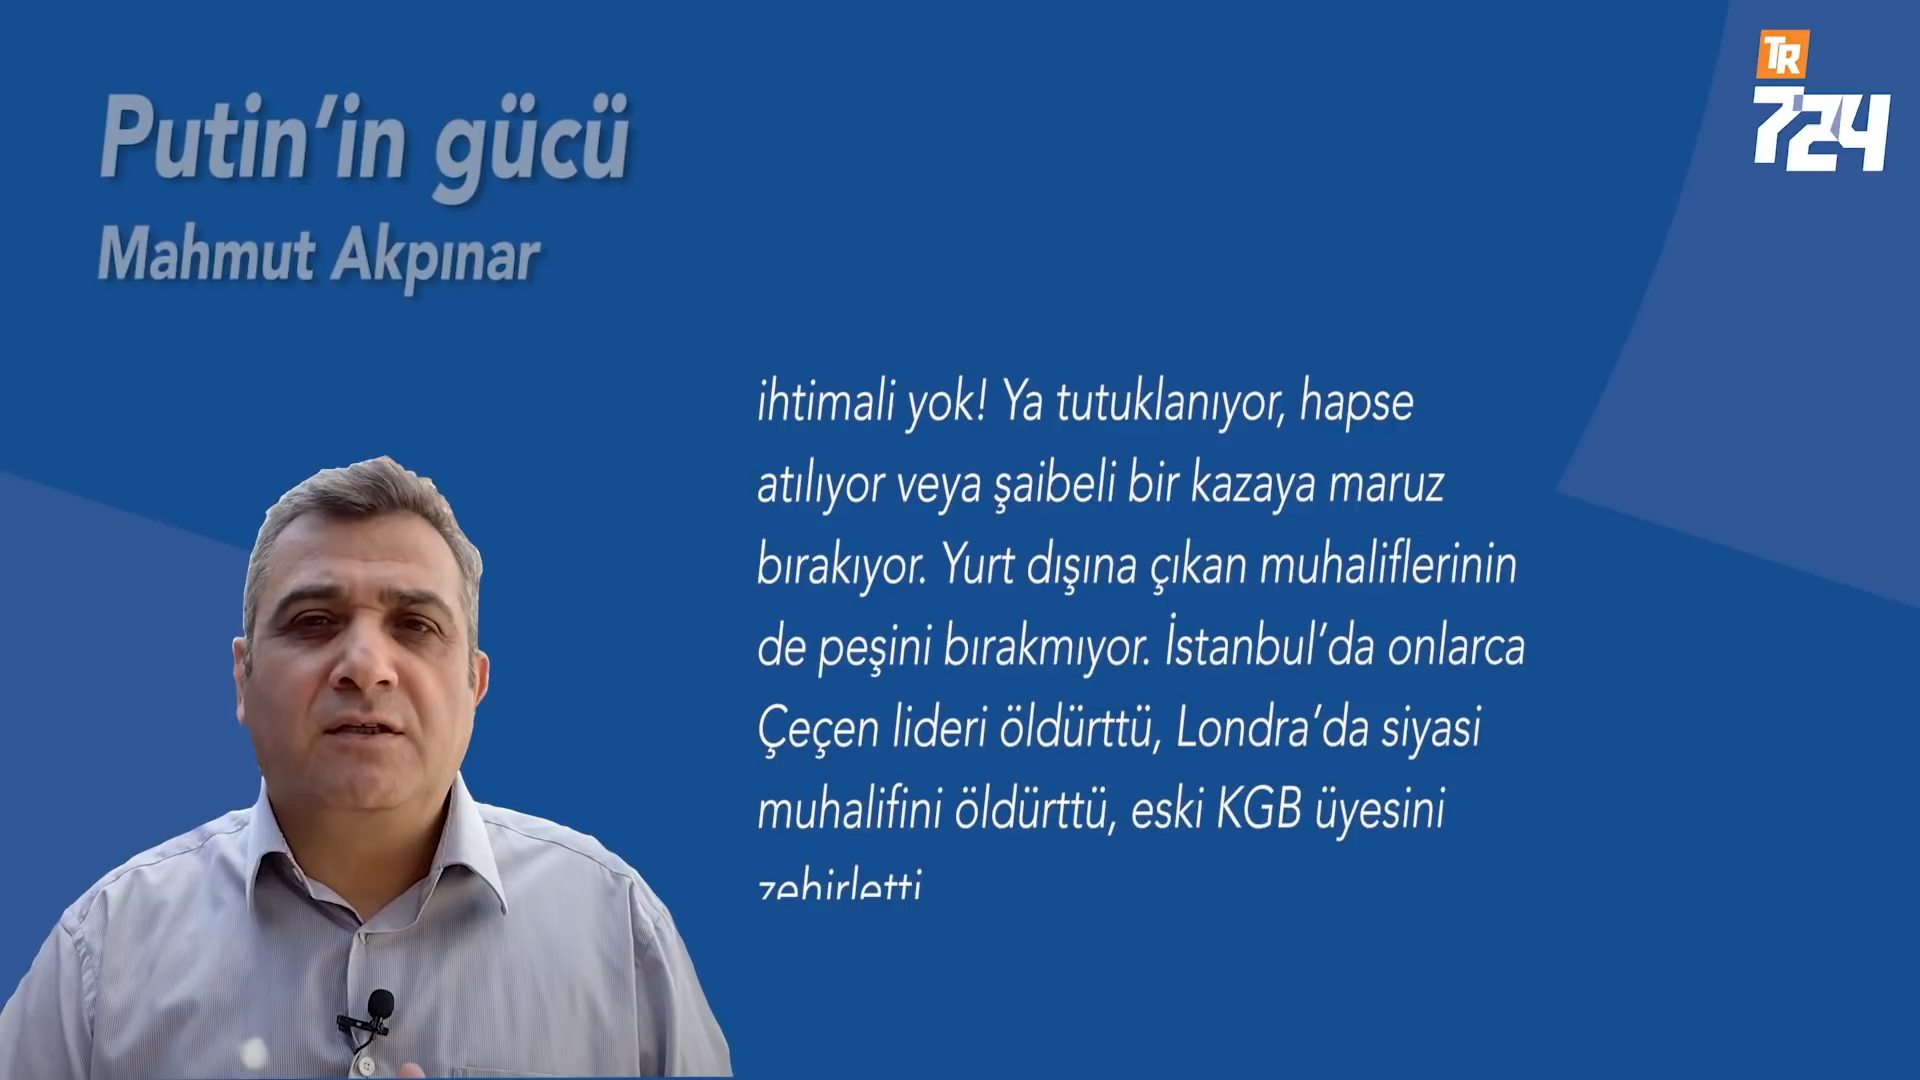 Putin’in gücü
Mahmut Akpınar
TR
724
ihtimali yok! Ya tutuklanıyor, hapse
atılıyor veya şaibeli bir kazaya maruz
bırakıyor. Yurt dışına çıkan muhaliflerinin
de peşini bırakmıyor. İstanbul’da onlarca
Çeçen lideri öldürttü, Londra’da siyasi
muhalifini öldürttü, eski KGB üyesini
zehirletti